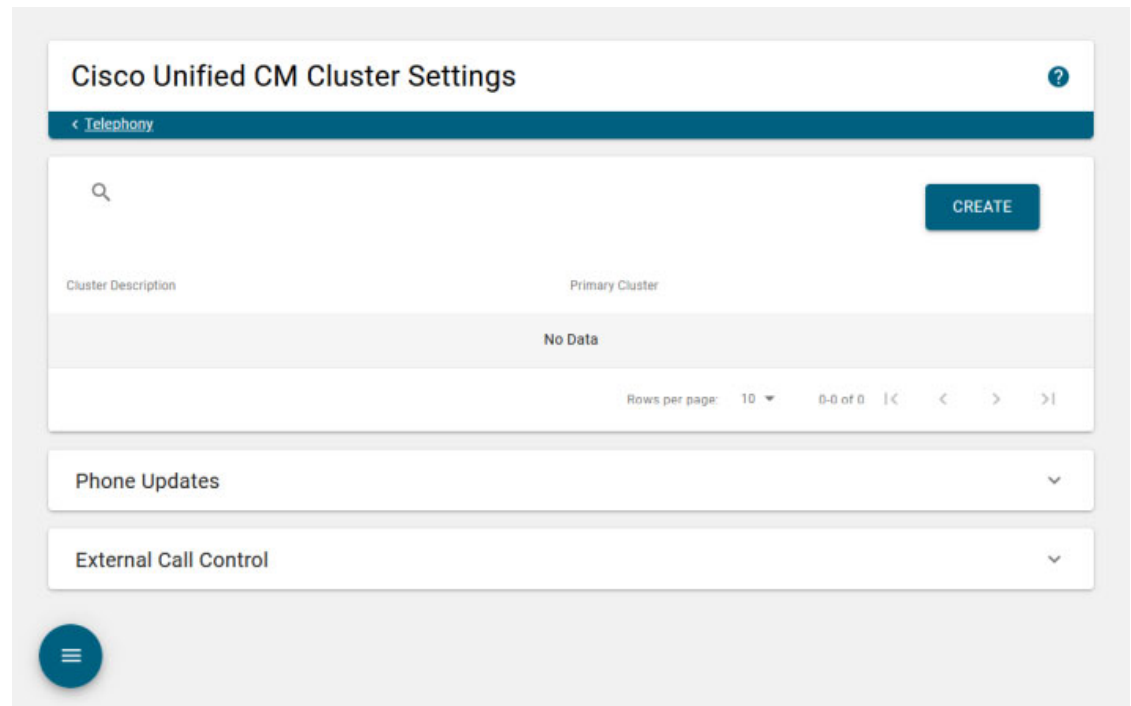 Cisco Unified CM Cluster Settings
?
< Telephony
CREATE
Cluster Description Primary Cluster
No Data
Rows per page: 10 0-0 of 0 |< < > >|
Phone Updates
External Call Control